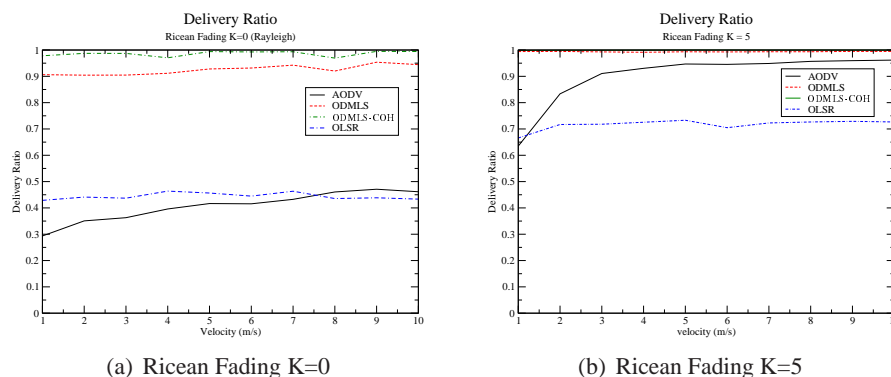 Delivery Ratio
Ricean Fading K=0 (Rayleigh)
1
0.9
0.8
0.7
0.6
0.5
0.4
0.3
0.2
0.1
0
Delivery Ratio
AODV
ODMLS
ODMLS-COH
OLSR
1 2 3 4 5 6 7 8 9 10
Velocity (m/s)
(a) Ricean Fading K=0
Delivery Ratio
Ricean Fading K = 5
1
0.9
0.8
0.7
0.6
0.5
0.4
0.3
0.2
0.1
0
Delivery Ratio
AODV
ODMLS
ODMLS-COH
OLSR
1 2 3 4 5 6 7 8 9
velocity (m/s)
(b) Ricean Fading K=5